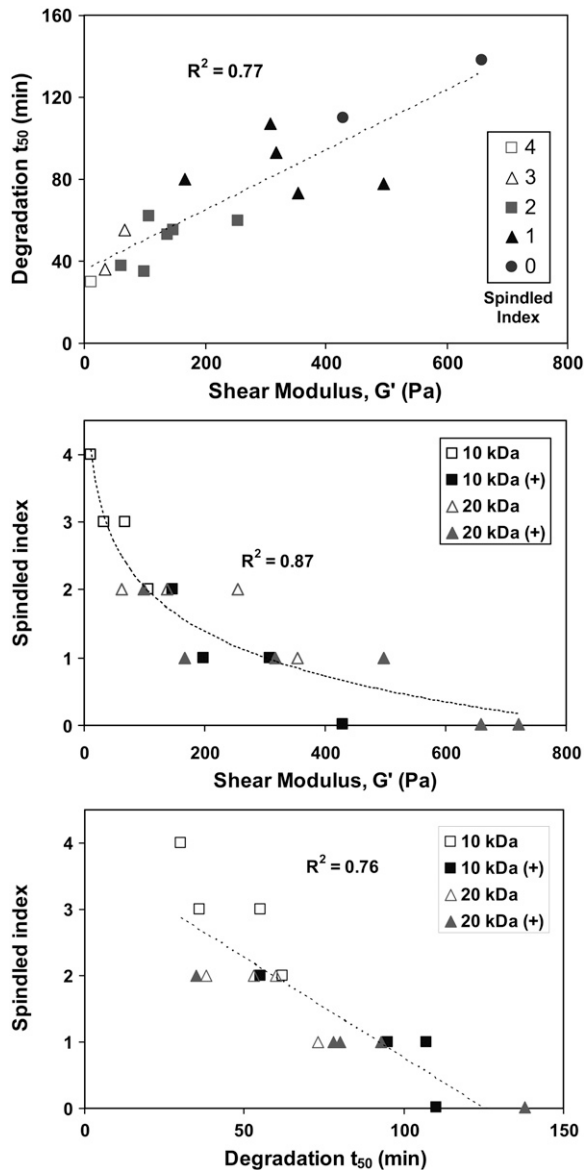 160
120
80
40
0
Degradation t₅₀ (min)
R² = 0.77
4
3
2
1
0
Spindled
Index
0 200 400 600 800
Shear Modulus, G' (Pa)
4
3
2
1
0
Spindled index
R² = 0.87
10 kDa
10 kDa (+)
20 kDa
20 kDa (+)
0 200 400 600 800
Shear Modulus, G' (Pa)
4
3
2
1
0
Spindled index
R² = 0.76
10 kDa
10 kDa (+)
20 kDa
20 kDa (+)
0 50 100 150
Degradation t₅₀ (min)